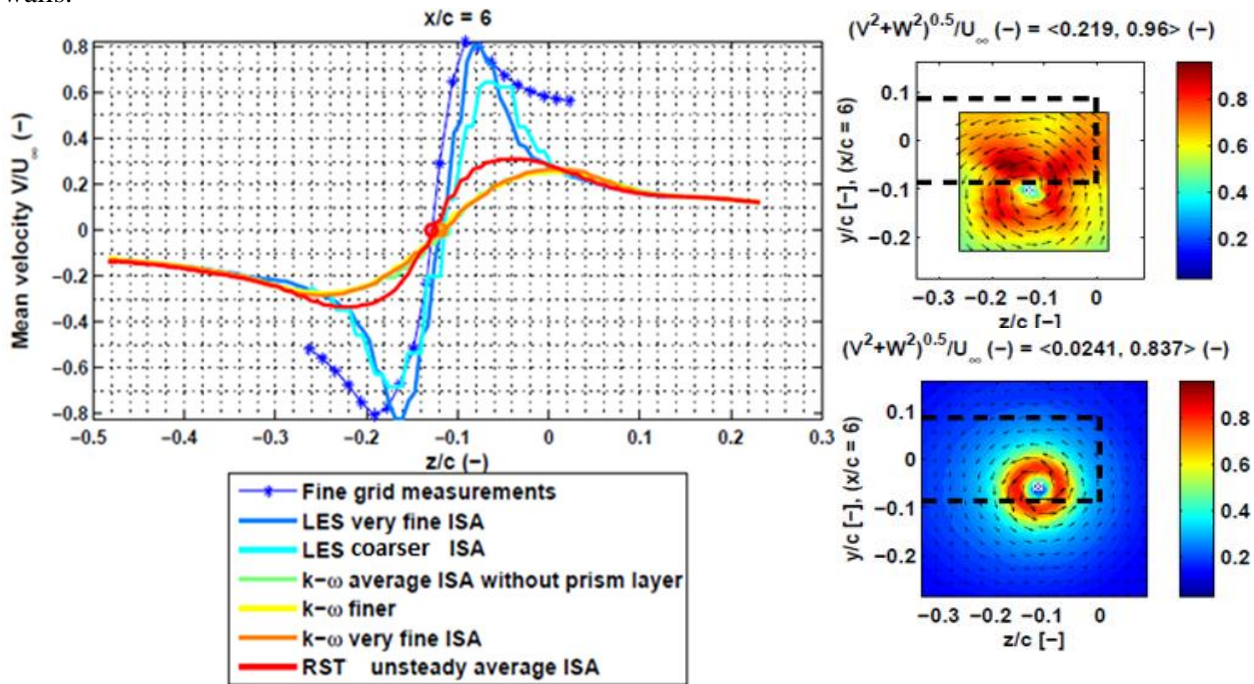 walls.
x/c = 6
0.8
0.6
0.4
0.2
0
−0.2
−0.4
−0.6
−0.8
Mean velocity V/U∞ (−)
−0.5 −0.4 −0.3 −0.2 −0.1 0 0.1 0.2 0.3
z/c (−)
Fine grid measurements
LES very fine ISA
LES coarser ISA
k−ω average ISA without prism layer
k−ω finer
k−ω very fine ISA
RST unsteady average ISA
(V²+W²)^0.5/U∞ (−) = <0.219, 0.96> (−)
0.1
0
−0.1
−0.2
y/c [−], (x/c = 6)
−0.3 −0.2 −0.1 0
z/c [−]
0.8
0.6
0.4
0.2
(V²+W²)^0.5/U∞ (−) = <0.0241, 0.837> (−)
0.1
0
−0.1
−0.2
y/c [−], (x/c = 6)
−0.3 −0.2 −0.1 0
z/c [−]
0.8
0.6
0.4
0.2